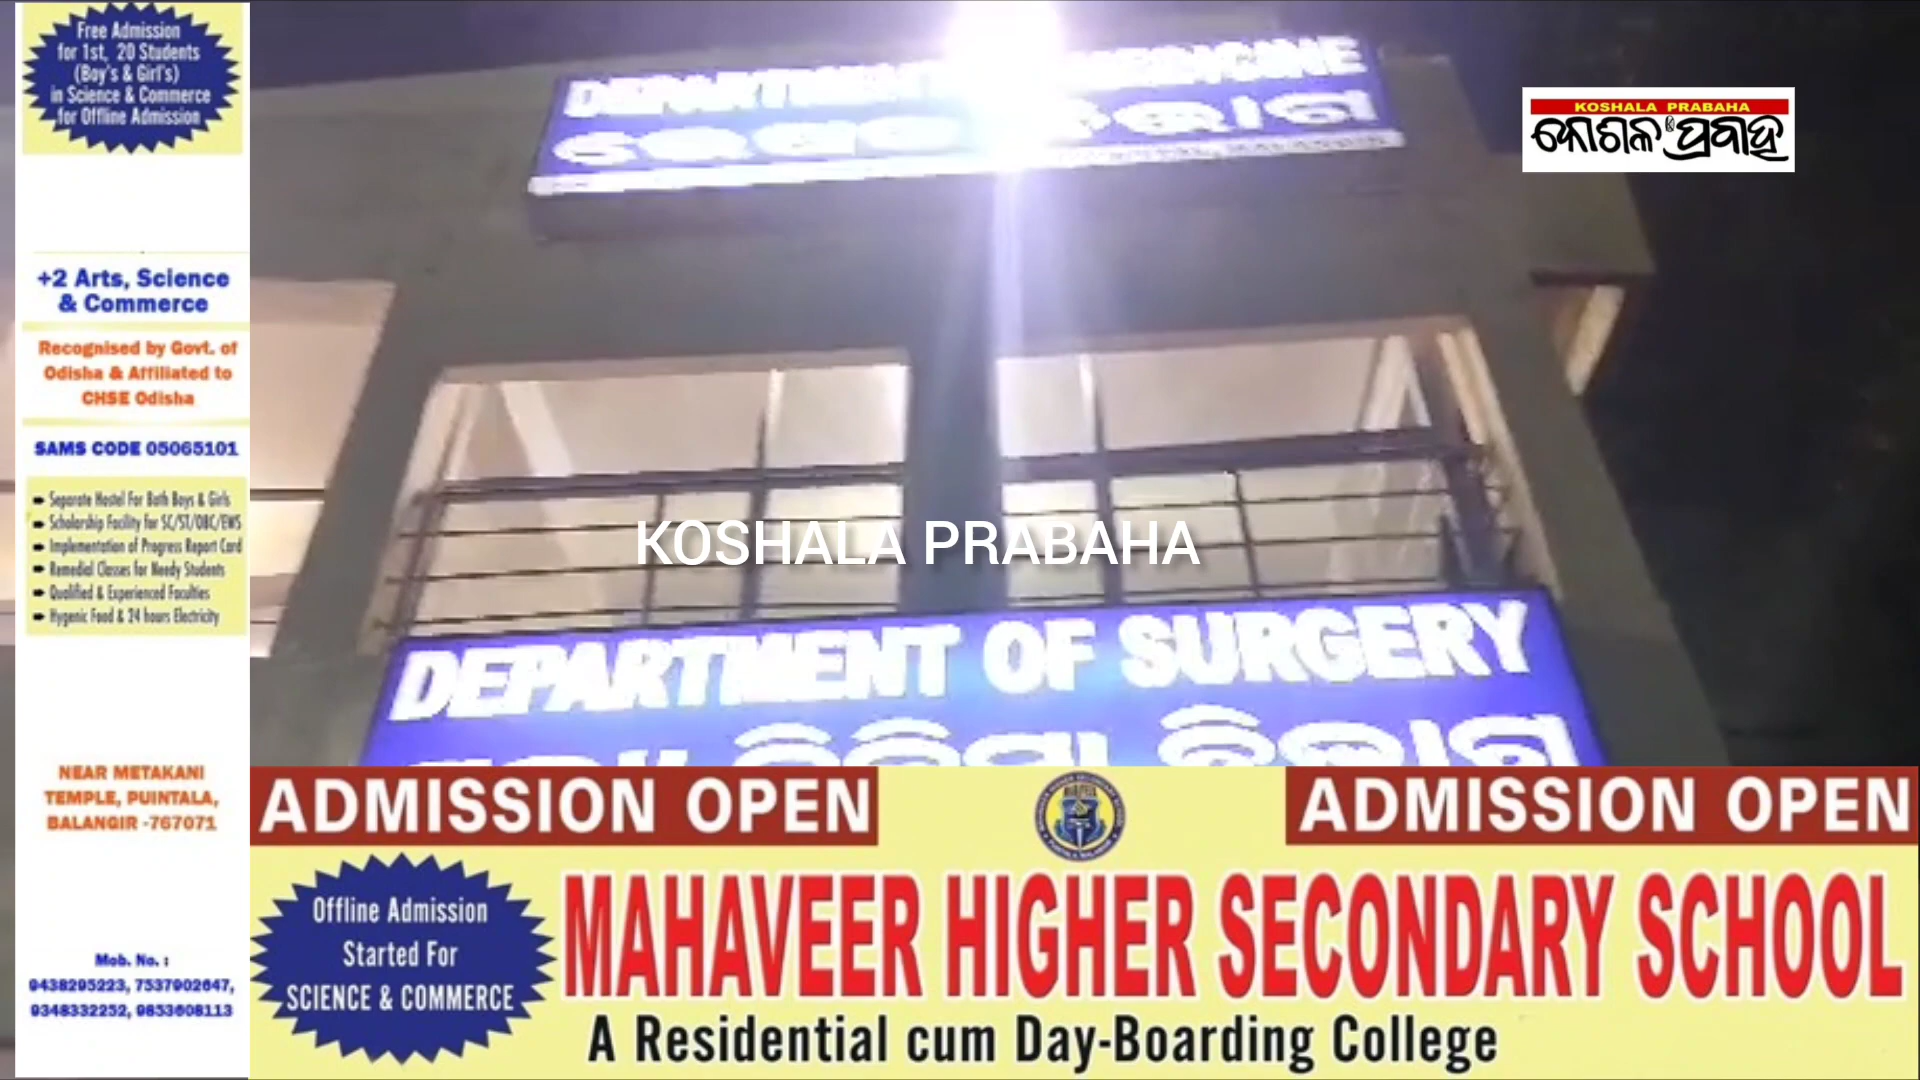 Free Admission
for 1st, 20 Students
(Boy's & Girl's)
in Science & Commerce
for Offline Admission
+2 Arts, Science
& Commerce
Recognised by Govt. of
Odisha & Affiliated to
CHSE Odisha
SAMS CODE 05065101
Separate Hostel For Both Boys & Girls
Scholarship Facility for SC/ST/OBC/EWS
Implementation of Progress Report Card
Remedial Classes for Needy Students
Qualified & Experienced Faculties
Hygenic Food & 24 hours Electricity
NEAR METAKANI
TEMPLE, PUINTALA,
BALANGIR -767071
Mob. No. :
9438295223, 7537902647,
9348332252, 9853608113
DEPARTMENT MEDICINE
ବିଭାଗ
KOSHALA PRABAHA
କୋଶଳ ପ୍ରବାହ
KOSHALA PRABAHA
DEPARTMENT OF SURGERY
ଚିକିତ୍ସା ବିଭାଗ
ADMISSION OPEN
ADMISSION OPEN
Offline Admission
Started For
SCIENCE & COMMERCE
MAHAVEER HIGHER SECONDARY SCHOOL
A Residential cum Day-Boarding College